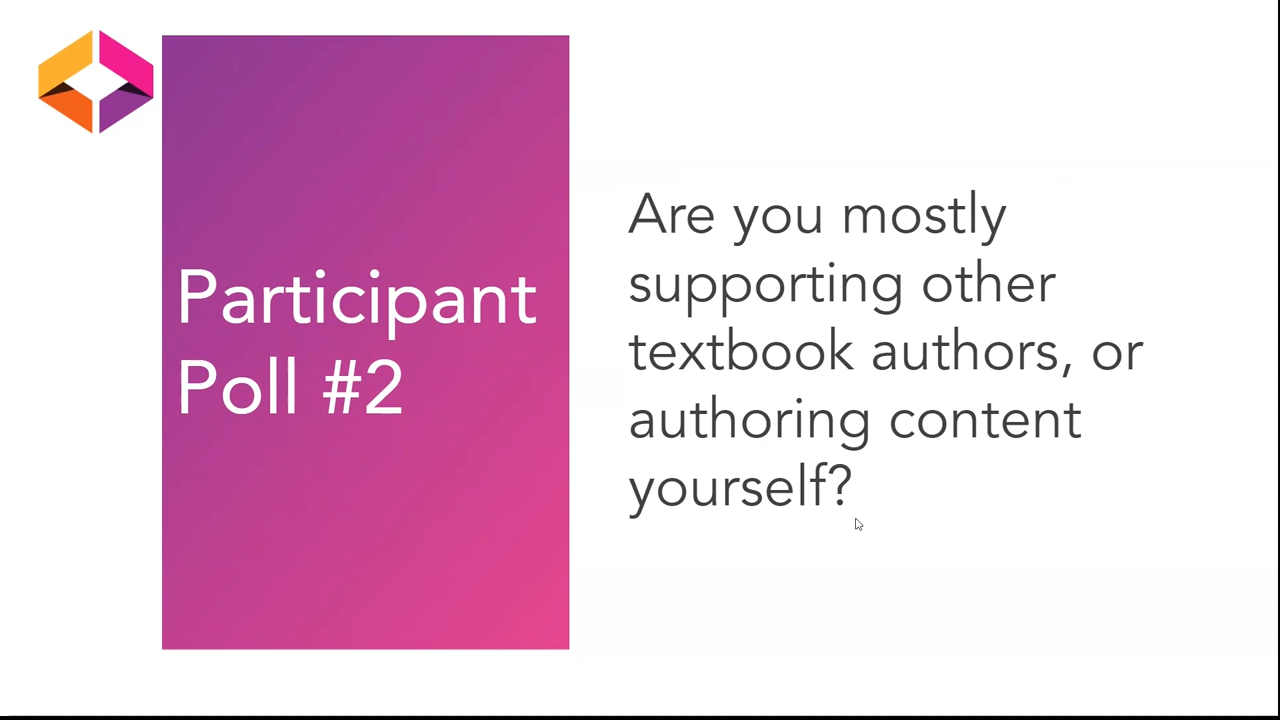 Participant
Poll #2
Are you mostly
supporting other
textbook authors, or
authoring content
yourself?